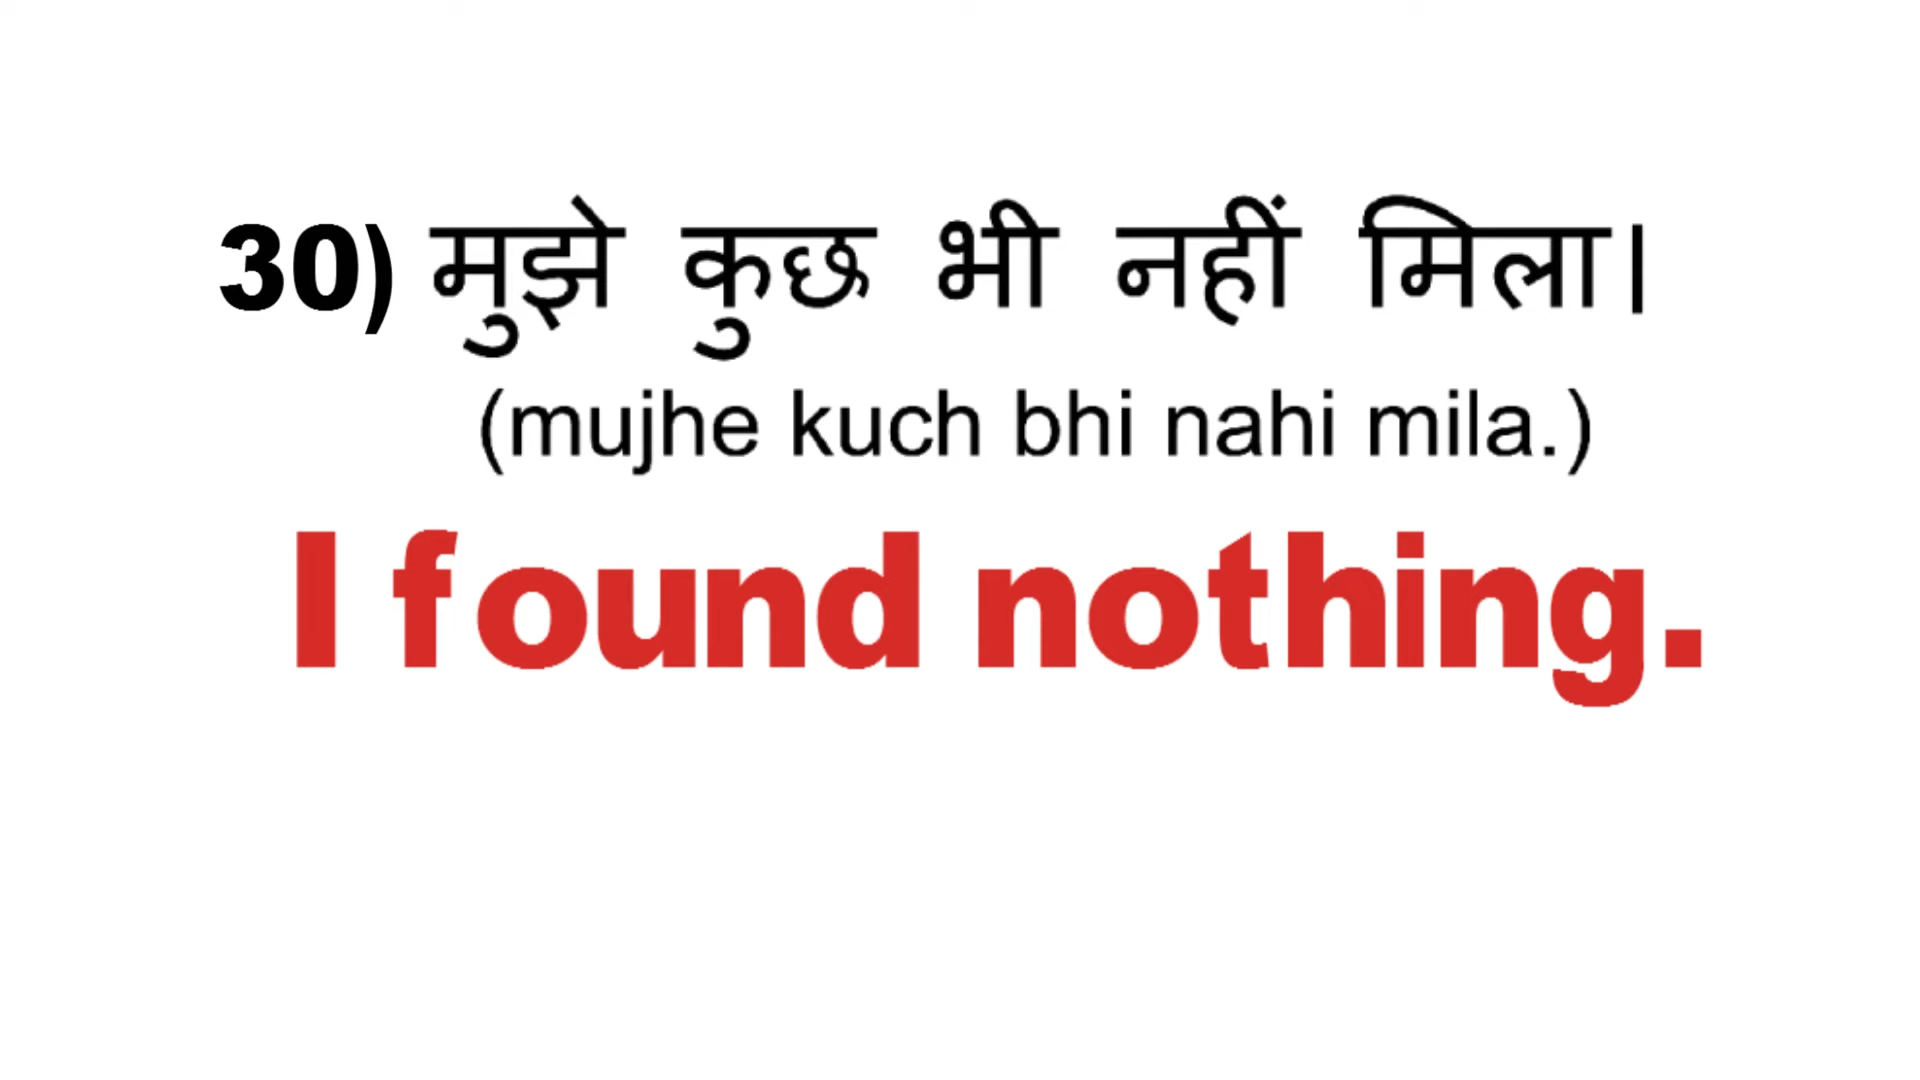 30) मुझे कुछ भी नहीं मिला।
(mujhe kuch bhi nahi mila.)
I found nothing.